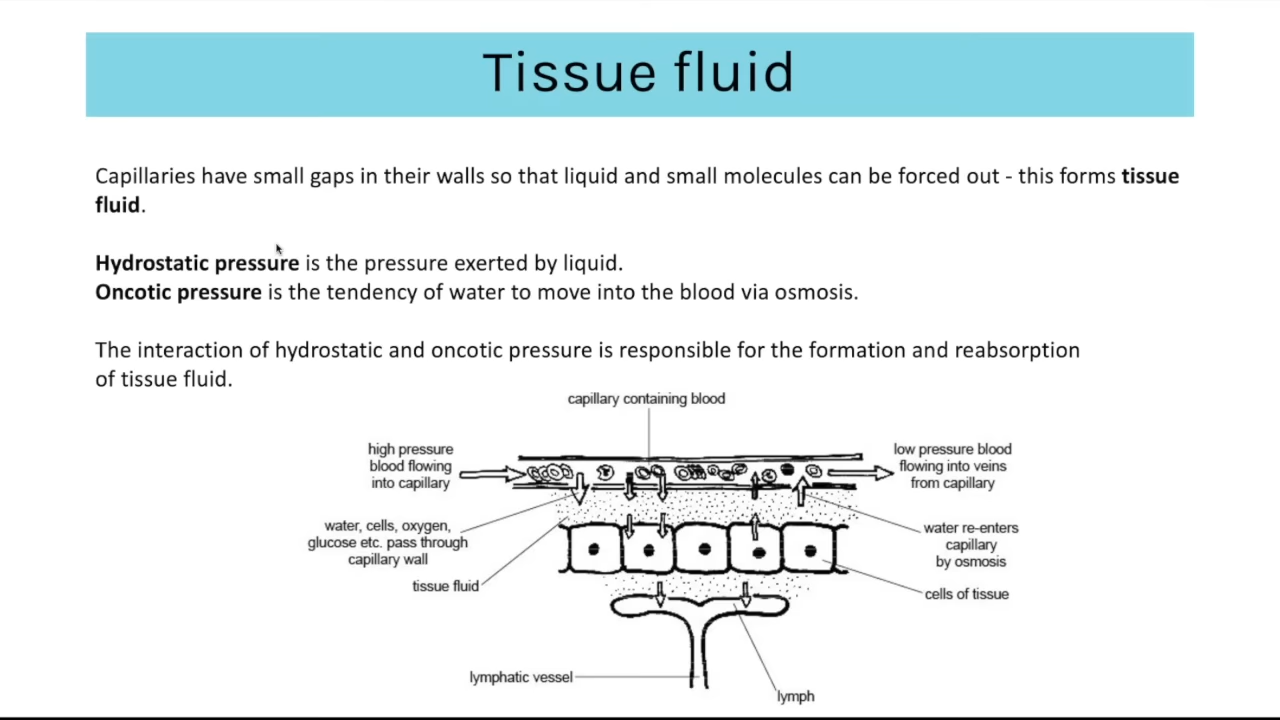 Tissue fluid
Capillaries have small gaps in their walls so that liquid and small molecules can be forced out - this forms tissue
fluid.
Hydrostatic pressure is the pressure exerted by liquid.
Oncotic pressure is the tendency of water to move into the blood via osmosis.
The interaction of hydrostatic and oncotic pressure is responsible for the formation and reabsorption
of tissue fluid.
capillary containing blood
high pressure
blood flowing
into capillary
low pressure blood
flowing into veins
from capillary
water, cells, oxygen,
glucose etc. pass through
capillary wall
water re-enters
capillary
by osmosis
tissue fluid
cells of tissue
lymphatic vessel
lymph